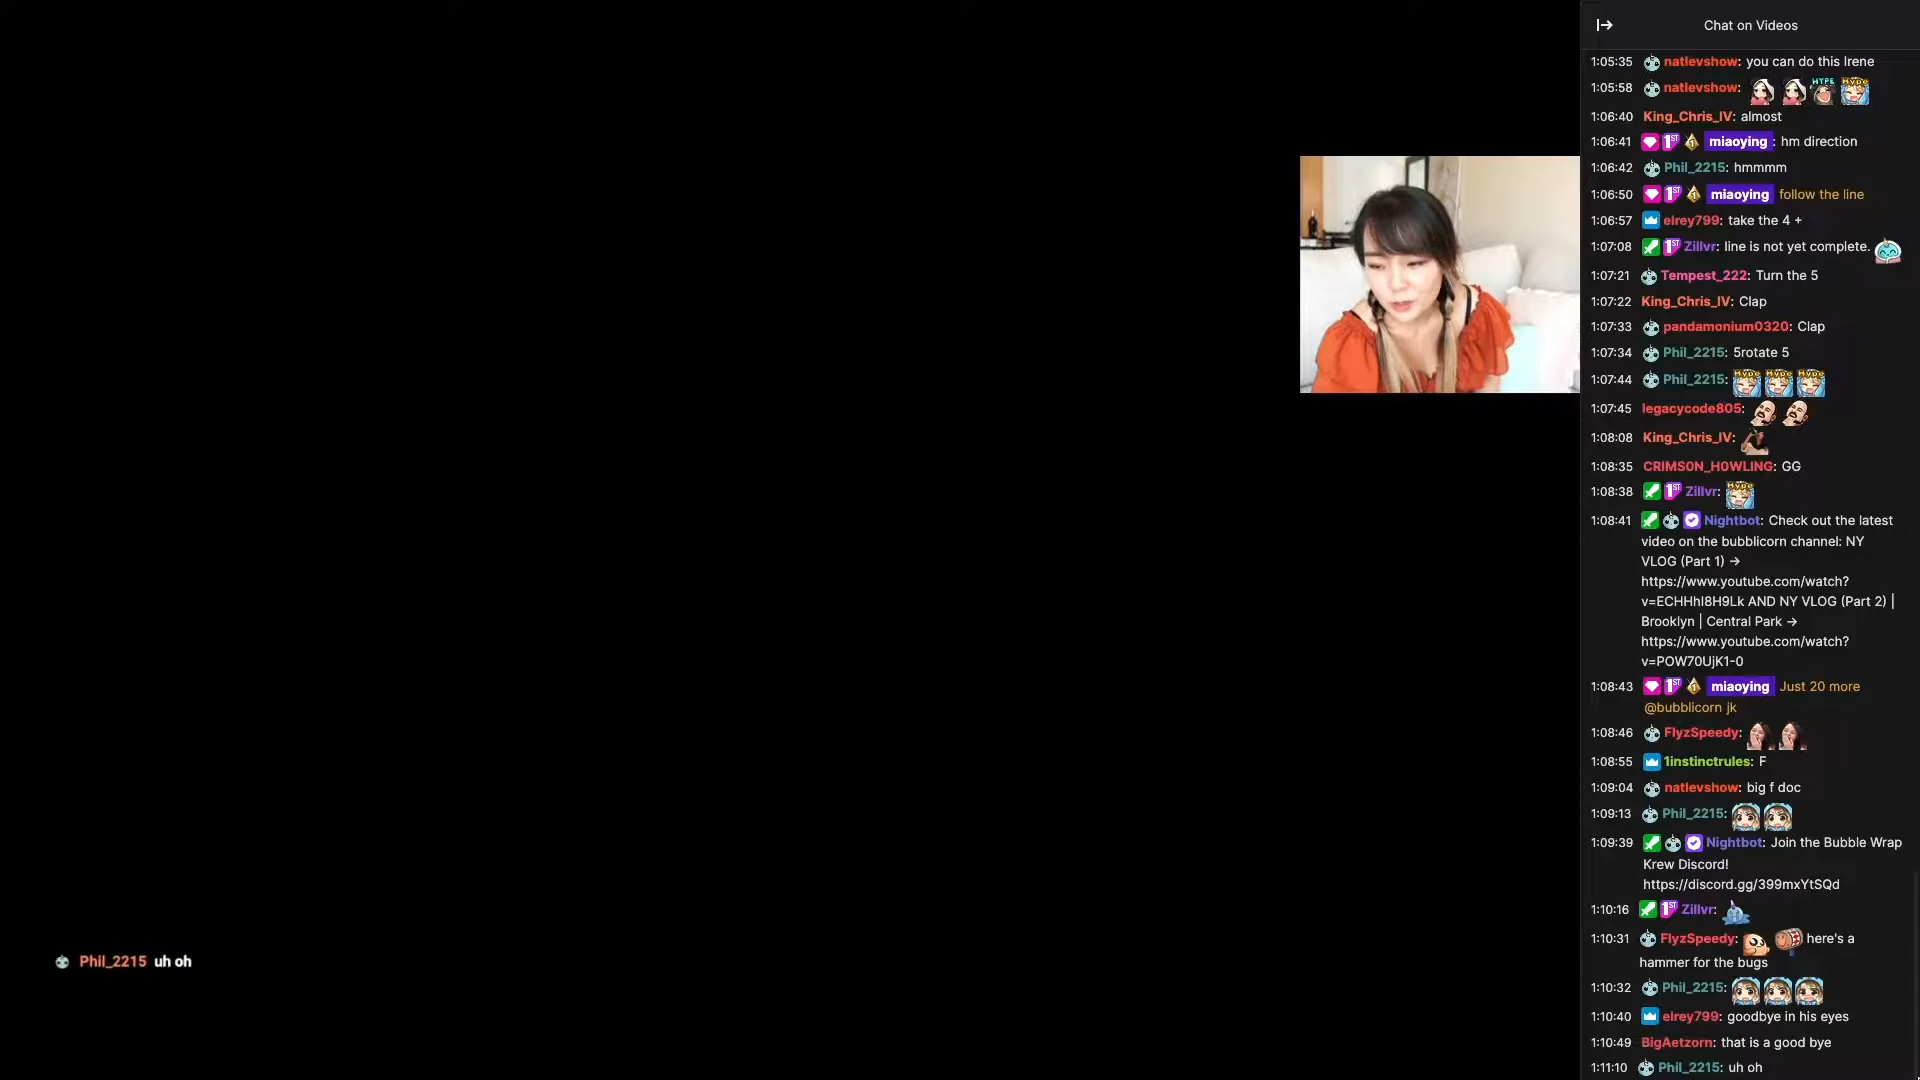 Chat on Videos
1:05:35 natlevshow: you can do this Irene
1:05:58 natlevshow:
1:06:40 King_Chris_IV: almost
1:06:41 miaoying : hm direction
1:06:42 Phil_2215: hmmmm
1:06:50 miaoying follow the line
1:06:57 elrey799: take the 4 +
1:07:08 Zillvr: line is not yet complete.
1:07:21 Tempest_222: Turn the 5
1:07:22 King_Chris_IV: Clap
1:07:33 pandamonium0320: Clap
1:07:34 Phil_2215: 5rotate 5
1:07:44 Phil_2215:
1:07:45 legacycode805:
1:08:08 King_Chris_IV:
1:08:35 CRIMS0N_H0WLING: GG
1:08:38 Zillvr:
1:08:41 Nightbot: Check out the latest
video on the bubblicorn channel: NY
VLOG (Part 1) →
https://www.youtube.com/watch?
v=ECHHhI8H9Lk AND NY VLOG (Part 2) |
Brooklyn | Central Park →
https://www.youtube.com/watch?
v=POW70UjK1-0
1:08:43 miaoying Just 20 more
@bubblicorn jk
1:08:46 FlyzSpeedy:
1:08:55 1instinctrules: F
1:09:04 natlevshow: big f doc
1:09:13 Phil_2215:
1:09:39 Nightbot: Join the Bubble Wrap
Krew Discord!
https://discord.gg/399mxYtSQd
1:10:16 Zillvr:
1:10:31 FlyzSpeedy: here's a
hammer for the bugs
1:10:32 Phil_2215:
1:10:40 elrey799: goodbye in his eyes
1:10:49 BigAetzorn: that is a good bye
1:11:10 Phil_2215: uh oh
Phil_2215 uh oh